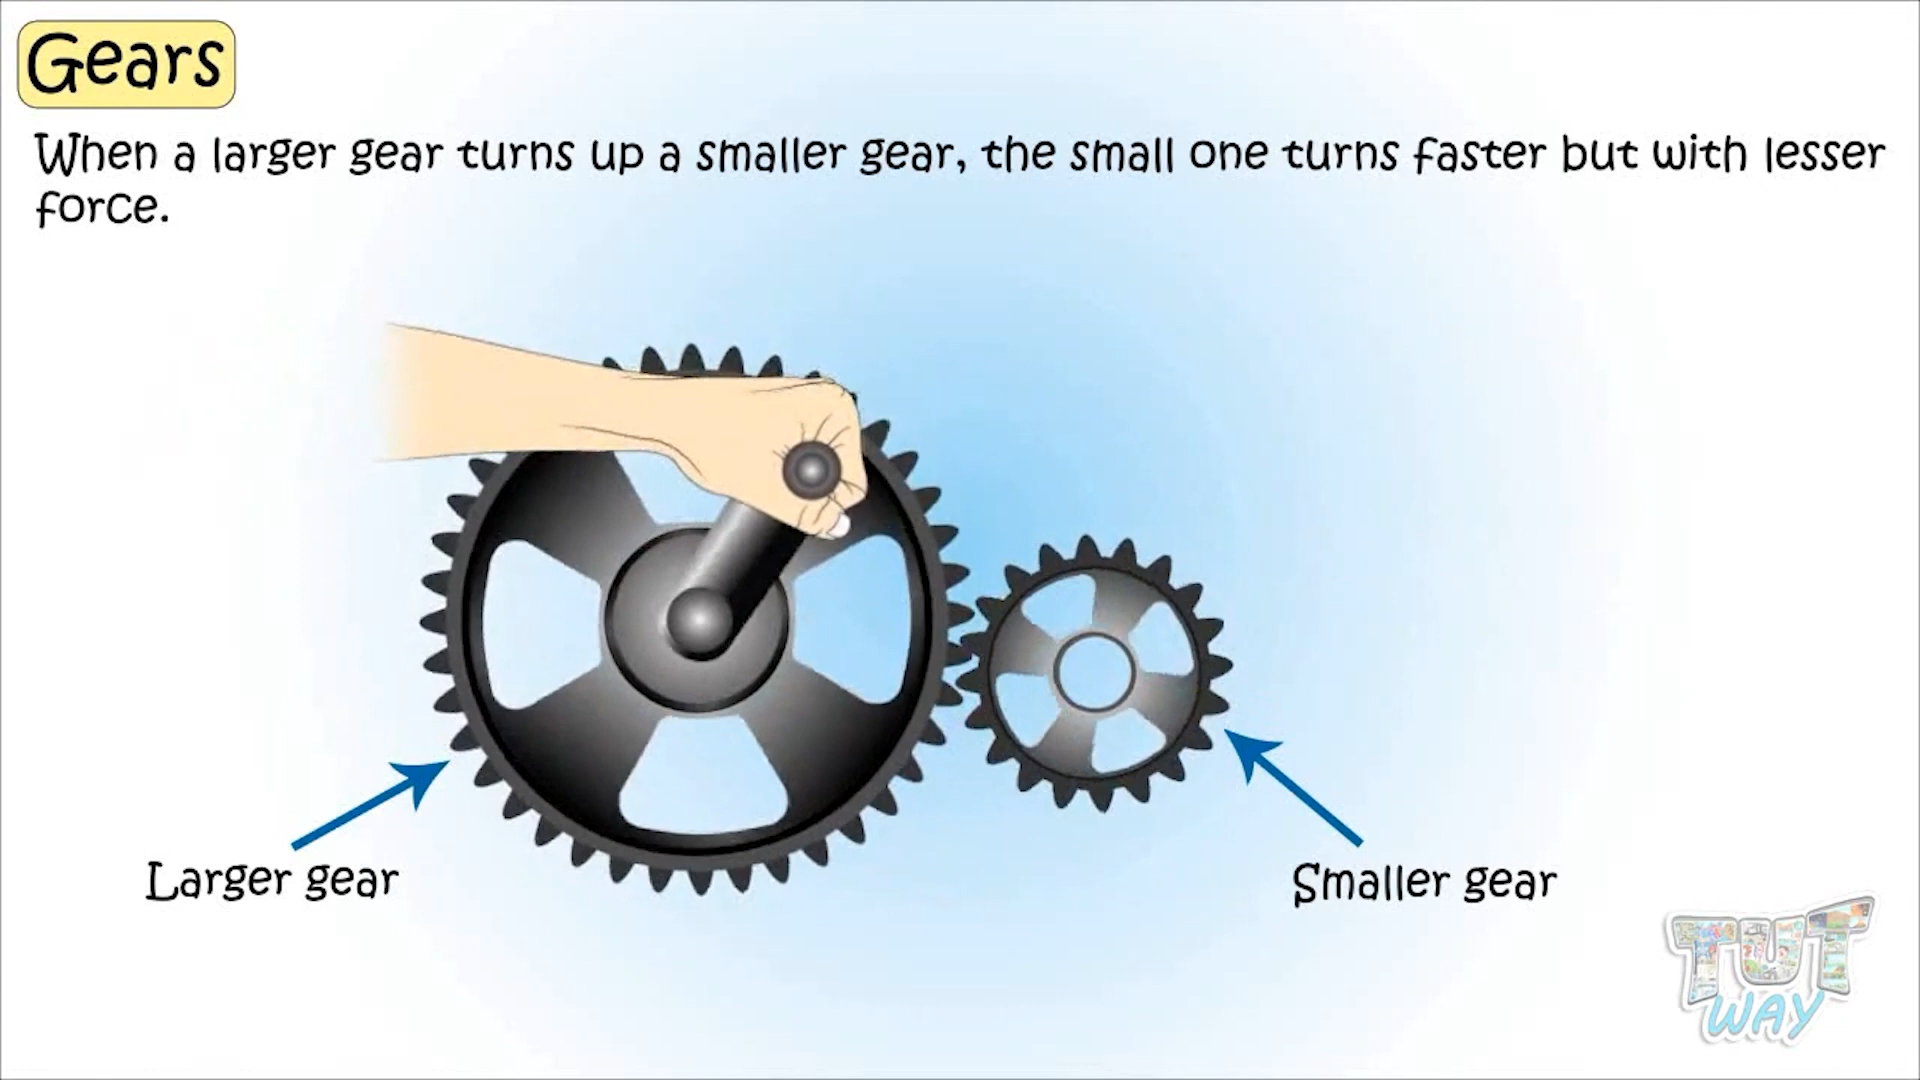 Gears
When a larger gear turns up a smaller gear, the small one turns faster but with lesser
force.
Larger gear
Smaller gear
TUT
WAY